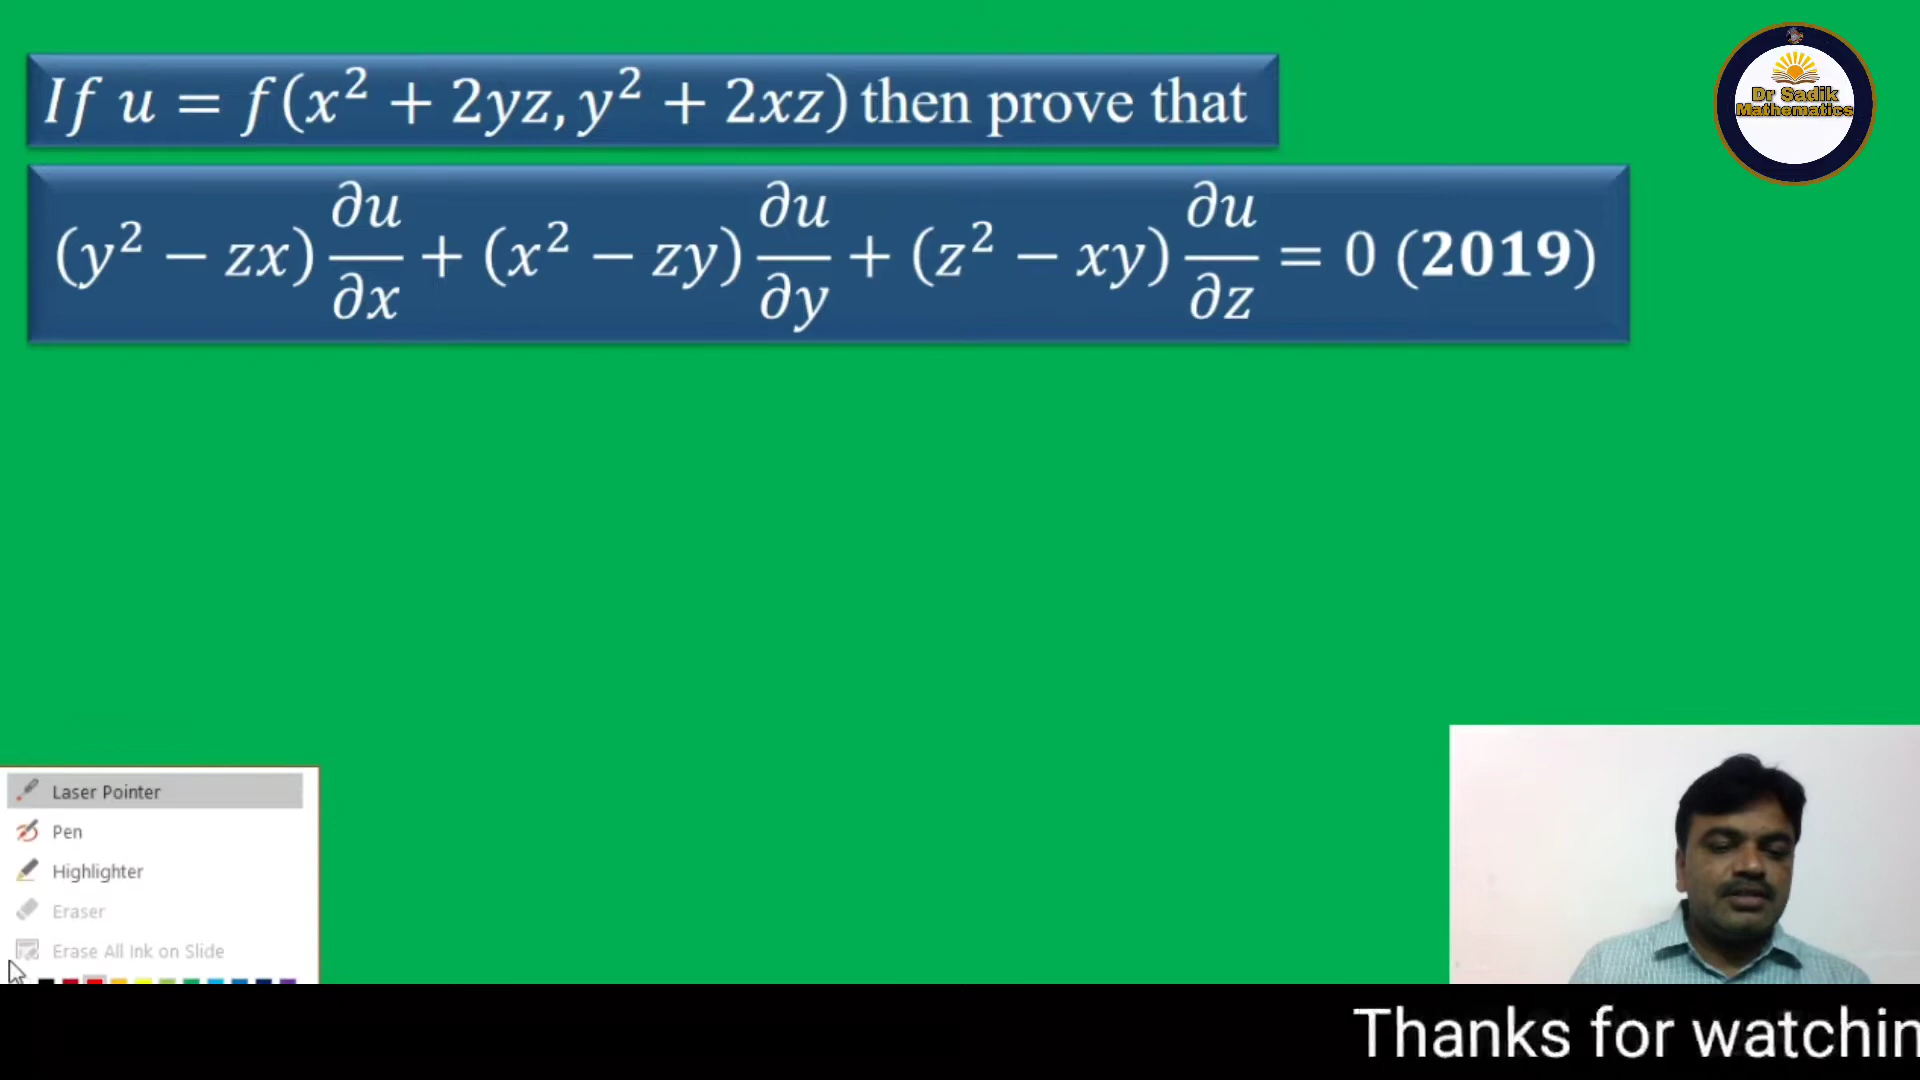 If u = f(x² + 2yz, y² + 2xz) then prove that
(y² − zx) ∂u/∂x + (x² − zy) ∂u/∂y + (z² − xy) ∂u/∂z = 0 (2019)
Dr Sadik
Mathematics
Laser Pointer
Pen
Highlighter
Eraser
Erase All Ink on Slide
Thanks for watchin